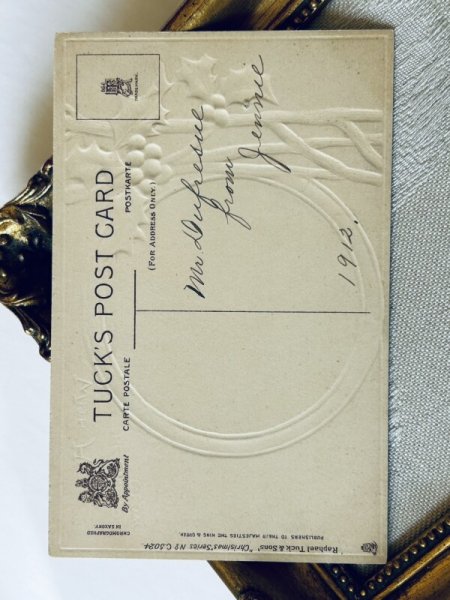 TUCK'S POST CARD
CARTE POSTALE
POSTKARTE
(FOR ADDRESS ONLY.)
By Appointment
CHROMOGRAPHED
IN SAXONY.
Mr Dufresne
from Jennie
1912.
Raphael Tuck & Sons' "Christmas" Series Nº C.5024.
PUBLISHERS TO THEIR MAJESTIES THE KING & QUEEN.